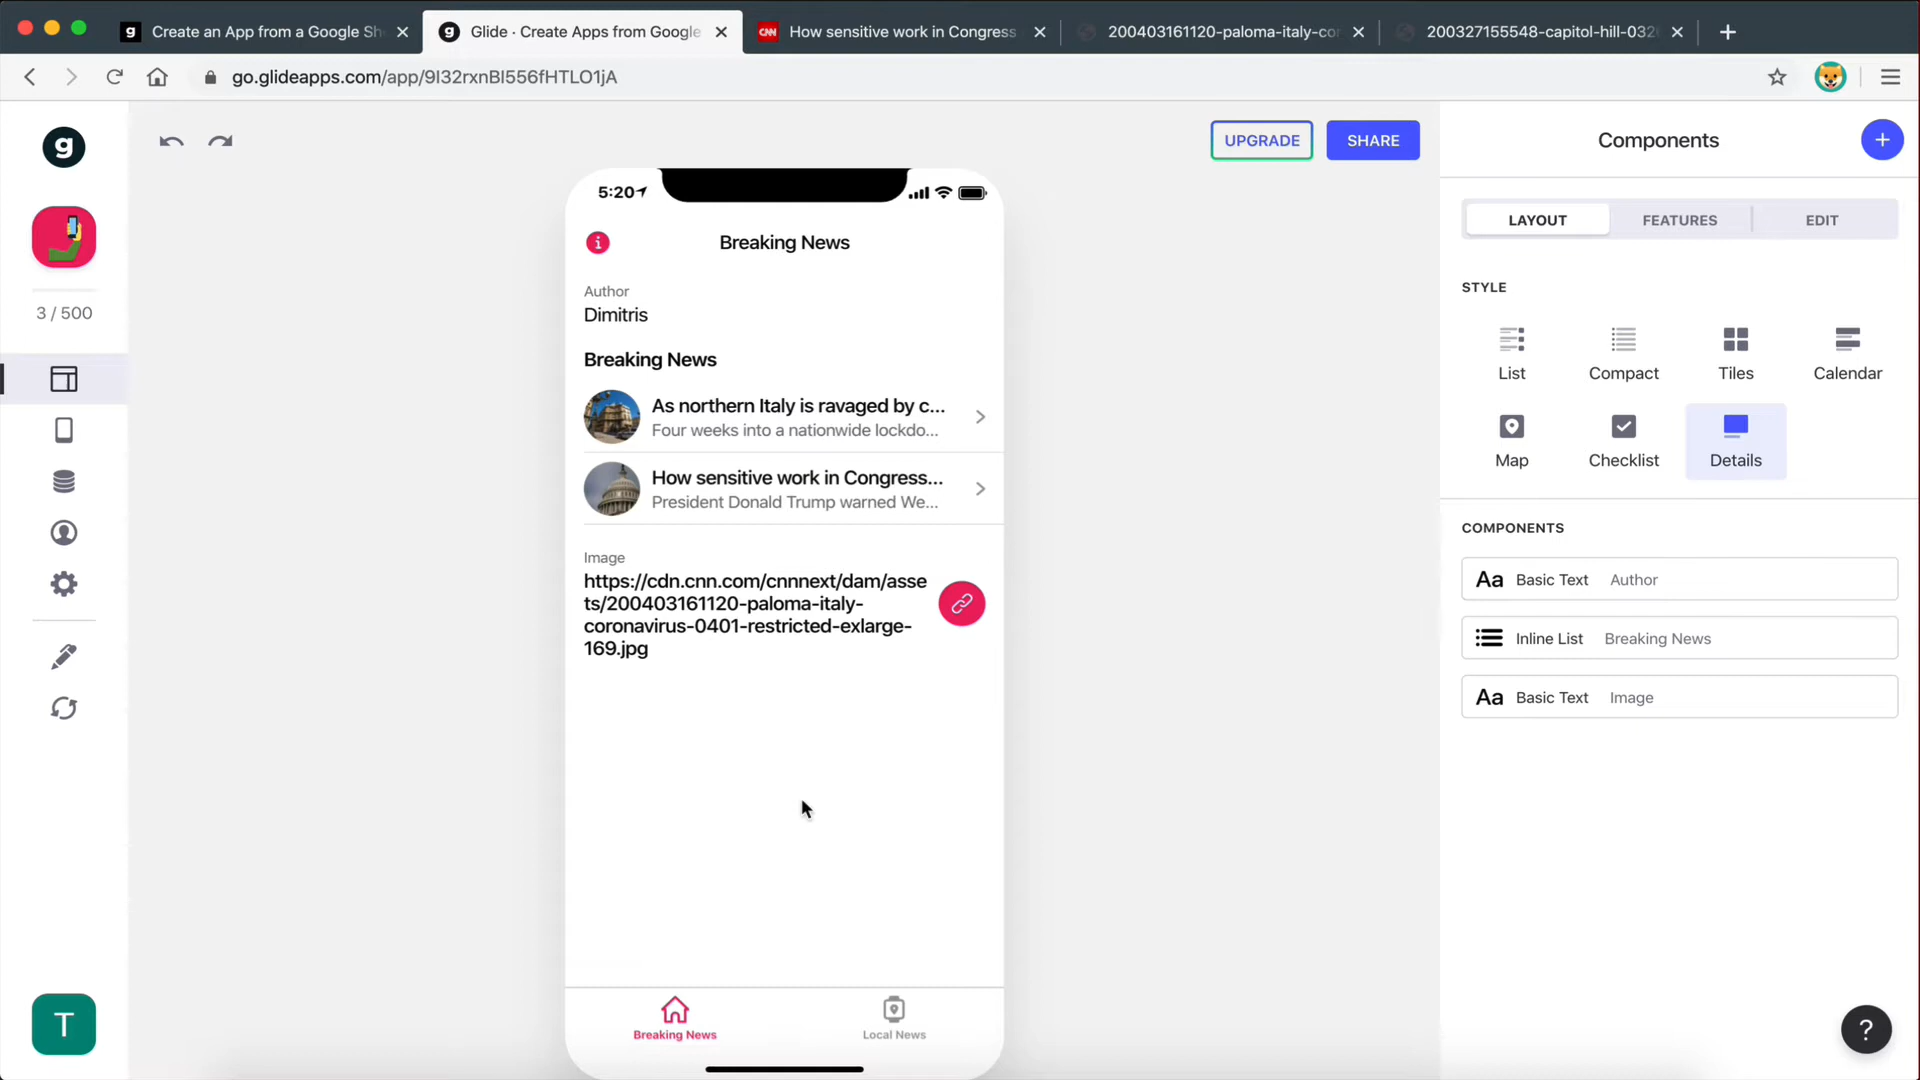 g Create an App from a Google Sh
g Glide · Create Apps from Google
CNN How sensitive work in Congress
200403161120-paloma-italy-cor
200327155548-capitol-hill-032
go.glideapps.com/app/9I32rxnBI556fHTLO1jA
g
3 / 500
T
UPGRADE
SHARE
5:20
i
Breaking News
Author
Dimitris
Breaking News
As northern Italy is ravaged by c...
Four weeks into a nationwide lockdo...
How sensitive work in Congress...
President Donald Trump warned We...
Image
https://cdn.cnn.com/cnnnext/dam/asse
ts/200403161120-paloma-italy-
coronavirus-0401-restricted-exlarge-
169.jpg
Breaking News
Local News
Components
LAYOUT
FEATURES
EDIT
STYLE
List
Compact
Tiles
Calendar
Map
Checklist
Details
COMPONENTS
Aa Basic Text Author
Inline List Breaking News
Aa Basic Text Image
?